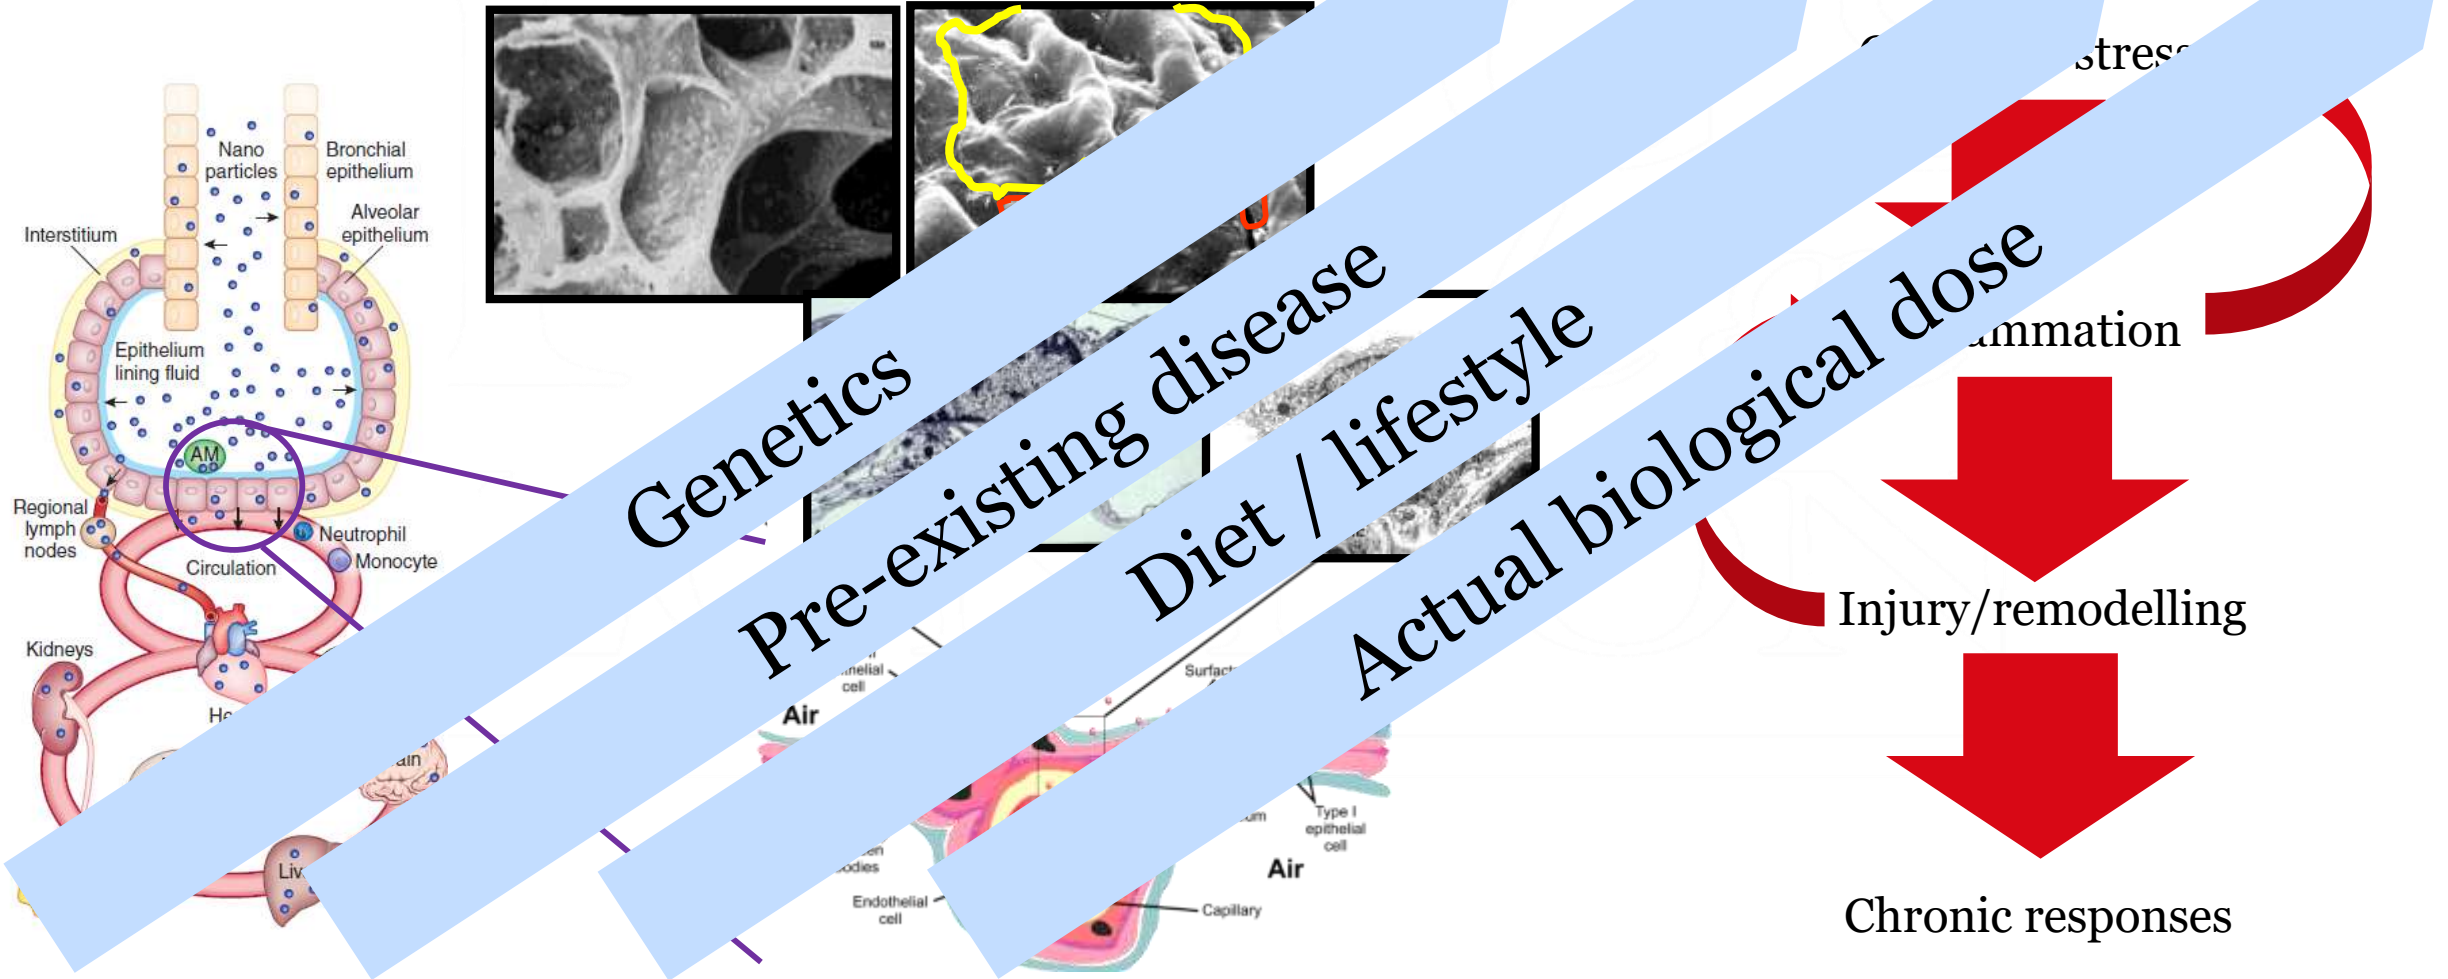 Nano
particles
Bronchial
epithelium
Alveolar
epithelium
Interstitium
Epithelium
lining fluid
AM
Regional
lymph
nodes
Neutrophil
Monocyte
Circulation
Kidneys
Genetics
Pre-existing disease
Diet / lifestyle
Actual biological dose
cell
Air
Type I
epithelial
cell
Air
Endothelial
cell
Capillary
Injury/remodelling
Chronic responses